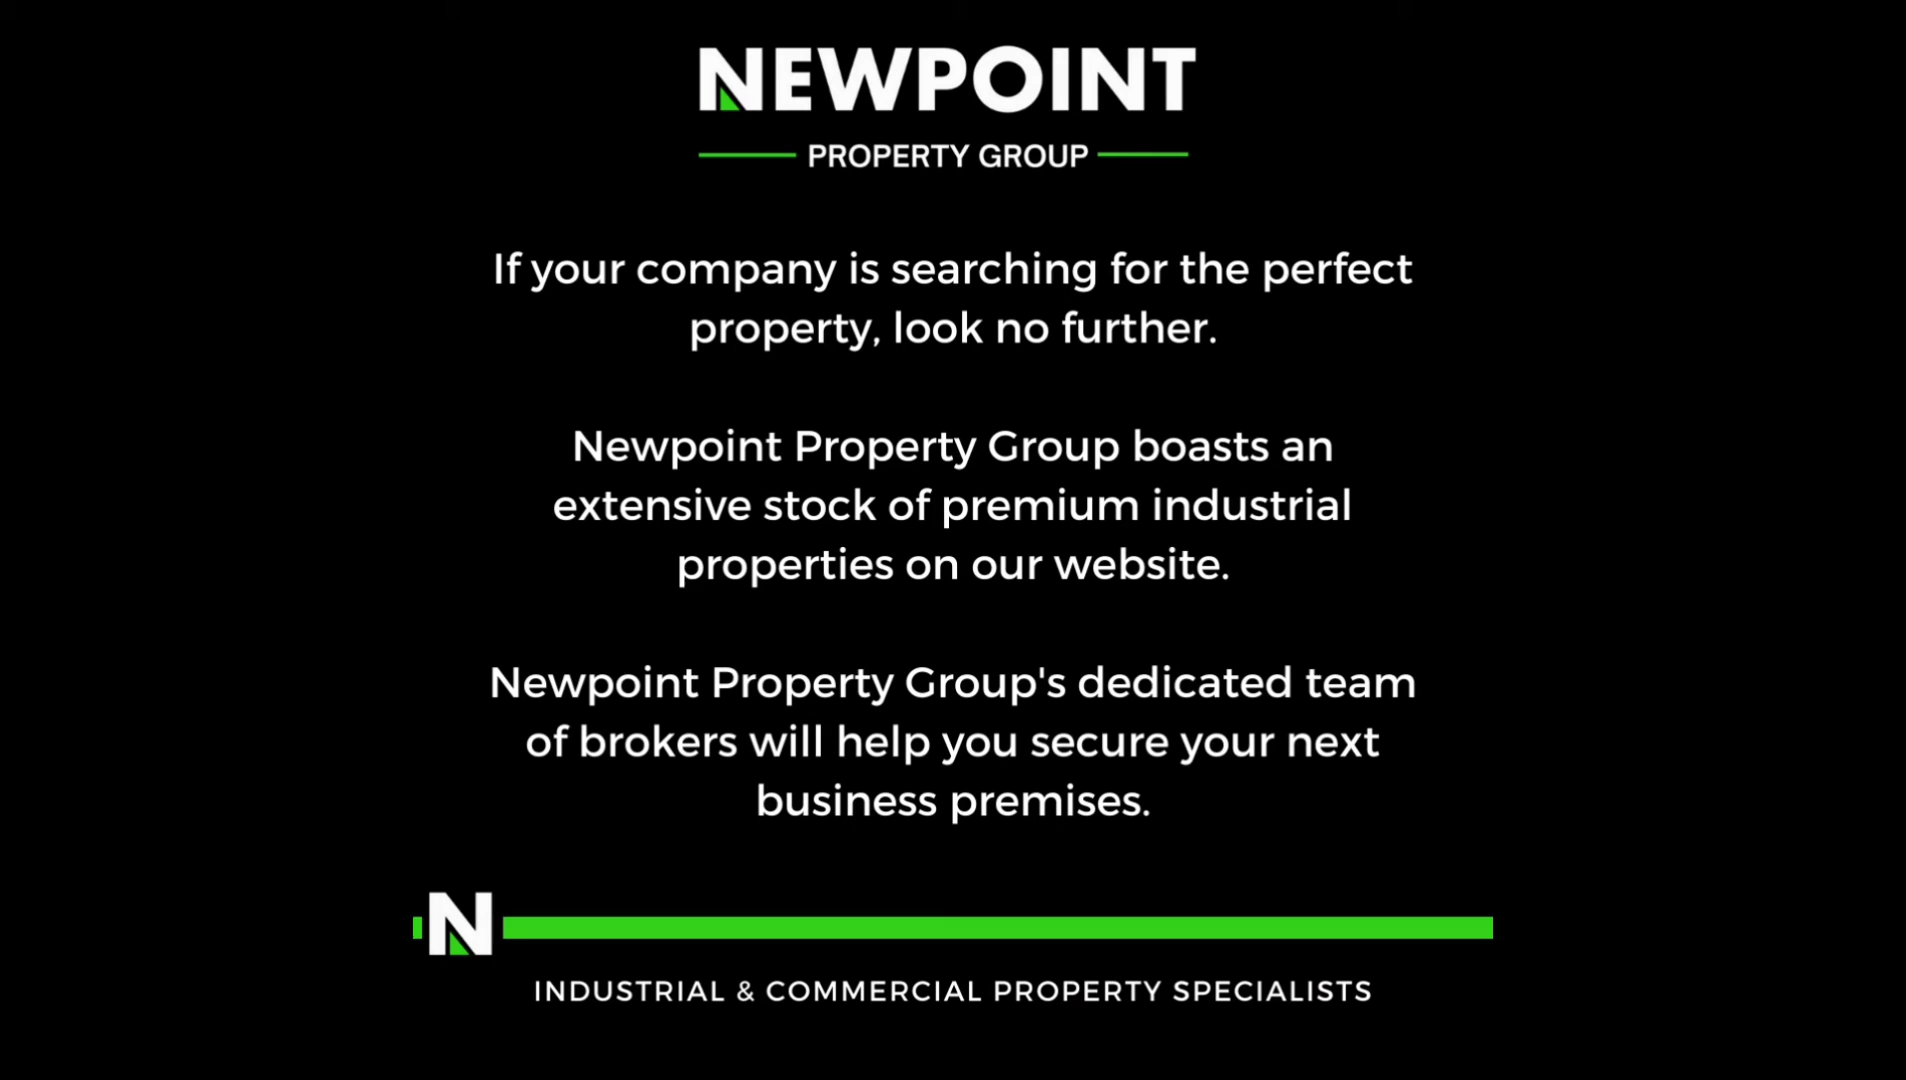 NEWPOINT
PROPERTY GROUP
If your company is searching for the perfect
property, look no further.
Newpoint Property Group boasts an
extensive stock of premium industrial
properties on our website.
Newpoint Property Group's dedicated team
of brokers will help you secure your next
business premises.
N
INDUSTRIAL & COMMERCIAL PROPERTY SPECIALISTS